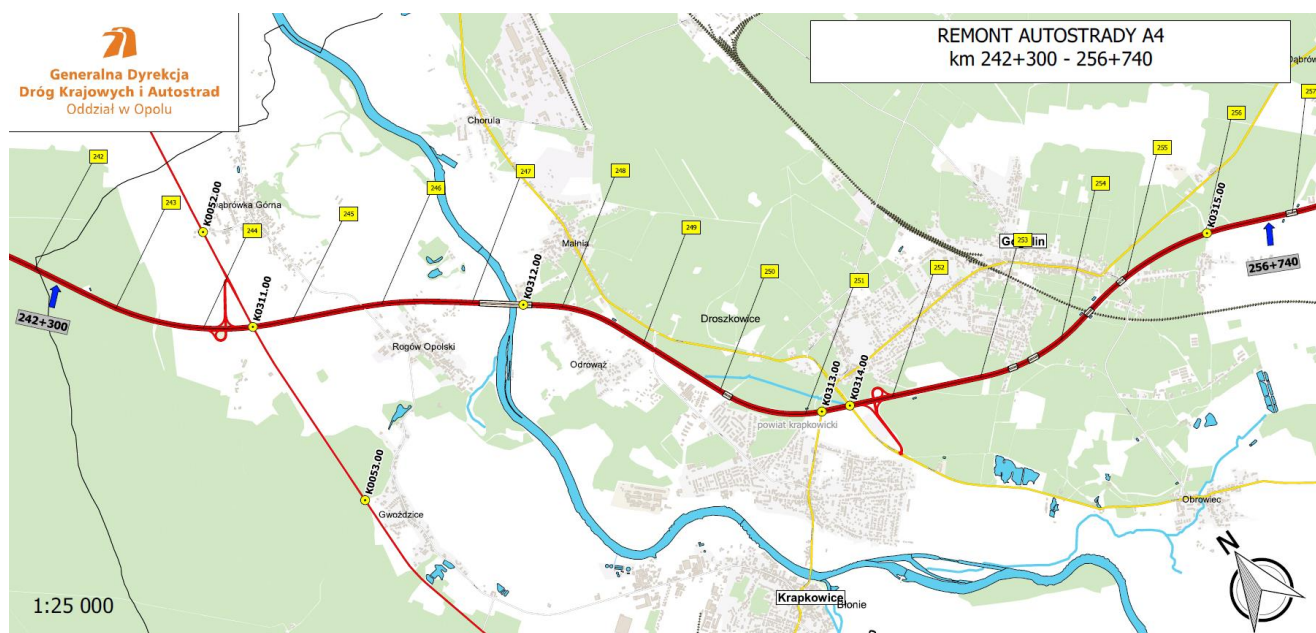 Generalna Dyrekcja
Dróg Krajowych i Autostrad
Oddział w Opolu
REMONT AUTOSTRADY A4
km 242+300 - 256+740
Chorula
242
243
K0052.00
Dąbrówka Górna
244
245
246
247
248
249
250
251
252
253
254
255
256
257
K0315.00
Malnia
K0312.00
K0311.00
242+300
256+740
Droszkowice
Rogów Opolski
Odrowąż
K0313.00
K0314.00
powiat krapkowicki
K0053.00
Gwoździce
Obrowiec
Krapkowice
Błonie
N
1:25 000